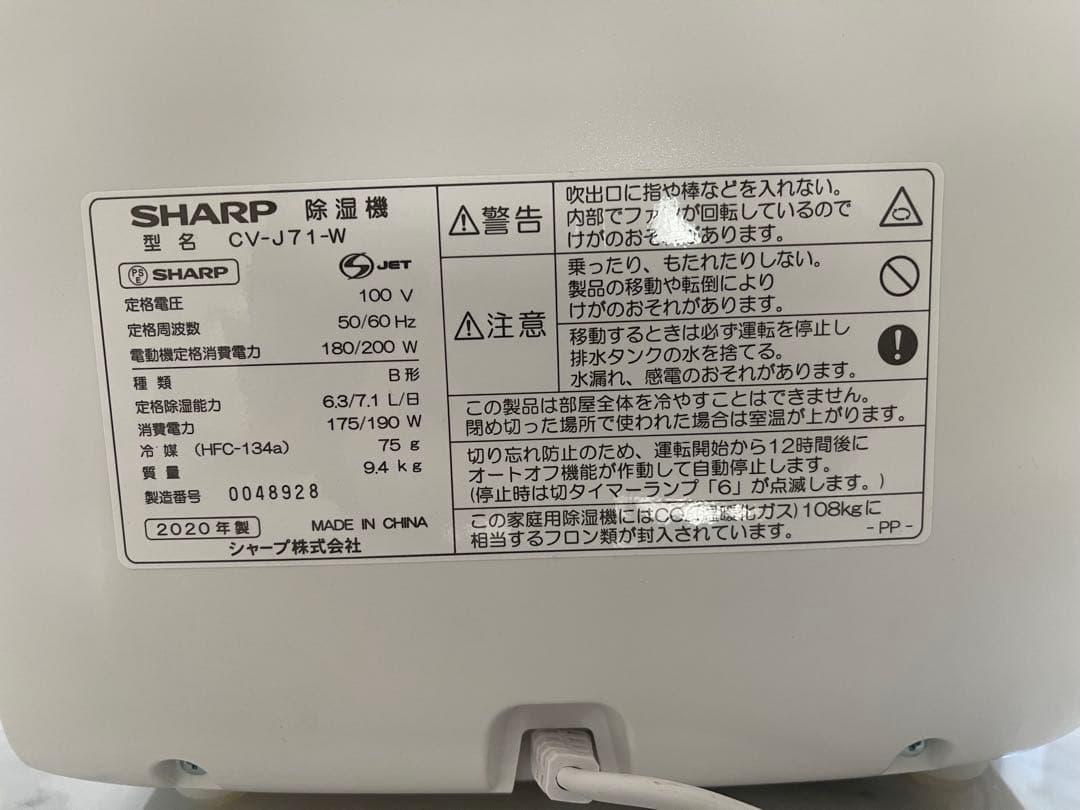 SHARP 除湿機
型名 CV-J71-W
PS E SHARP
S JET
定格電圧 100 V
定格周波数 50/60 Hz
電動機定格消費電力 180/200 W
種類 B形
定格除湿能力 6.3/7.1 L/日
消費電力 175/190 W
冷媒 (HFC-134a) 75 g
質量 9.4 kg
製造番号 0048928
2020年製 MADE IN CHINA
シャープ株式会社
警告
吹出口に指や棒などを入れない。
内部でファンが回転しているので
けがのおそれがあります。
注意
乗ったり、もたれたりしない。
製品の移動や転倒により
けがのおそれがあります。
移動するときは必ず運転を停止し
排水タンクの水を捨てる。
水漏れ、感電のおそれがあります。
この製品は部屋全体を冷やすことはできません。
閉め切った場所で使われた場合は室温が上がります。
切り忘れ防止のため、運転開始から12時間後に
オートオフ機能が作動して自動停止します。
(停止時は切タイマーランプ「6」が点滅します。)
この家庭用除湿機にはCO 温暖化ガス)108kgに
相当するフロン類が封入されています。
-PP-